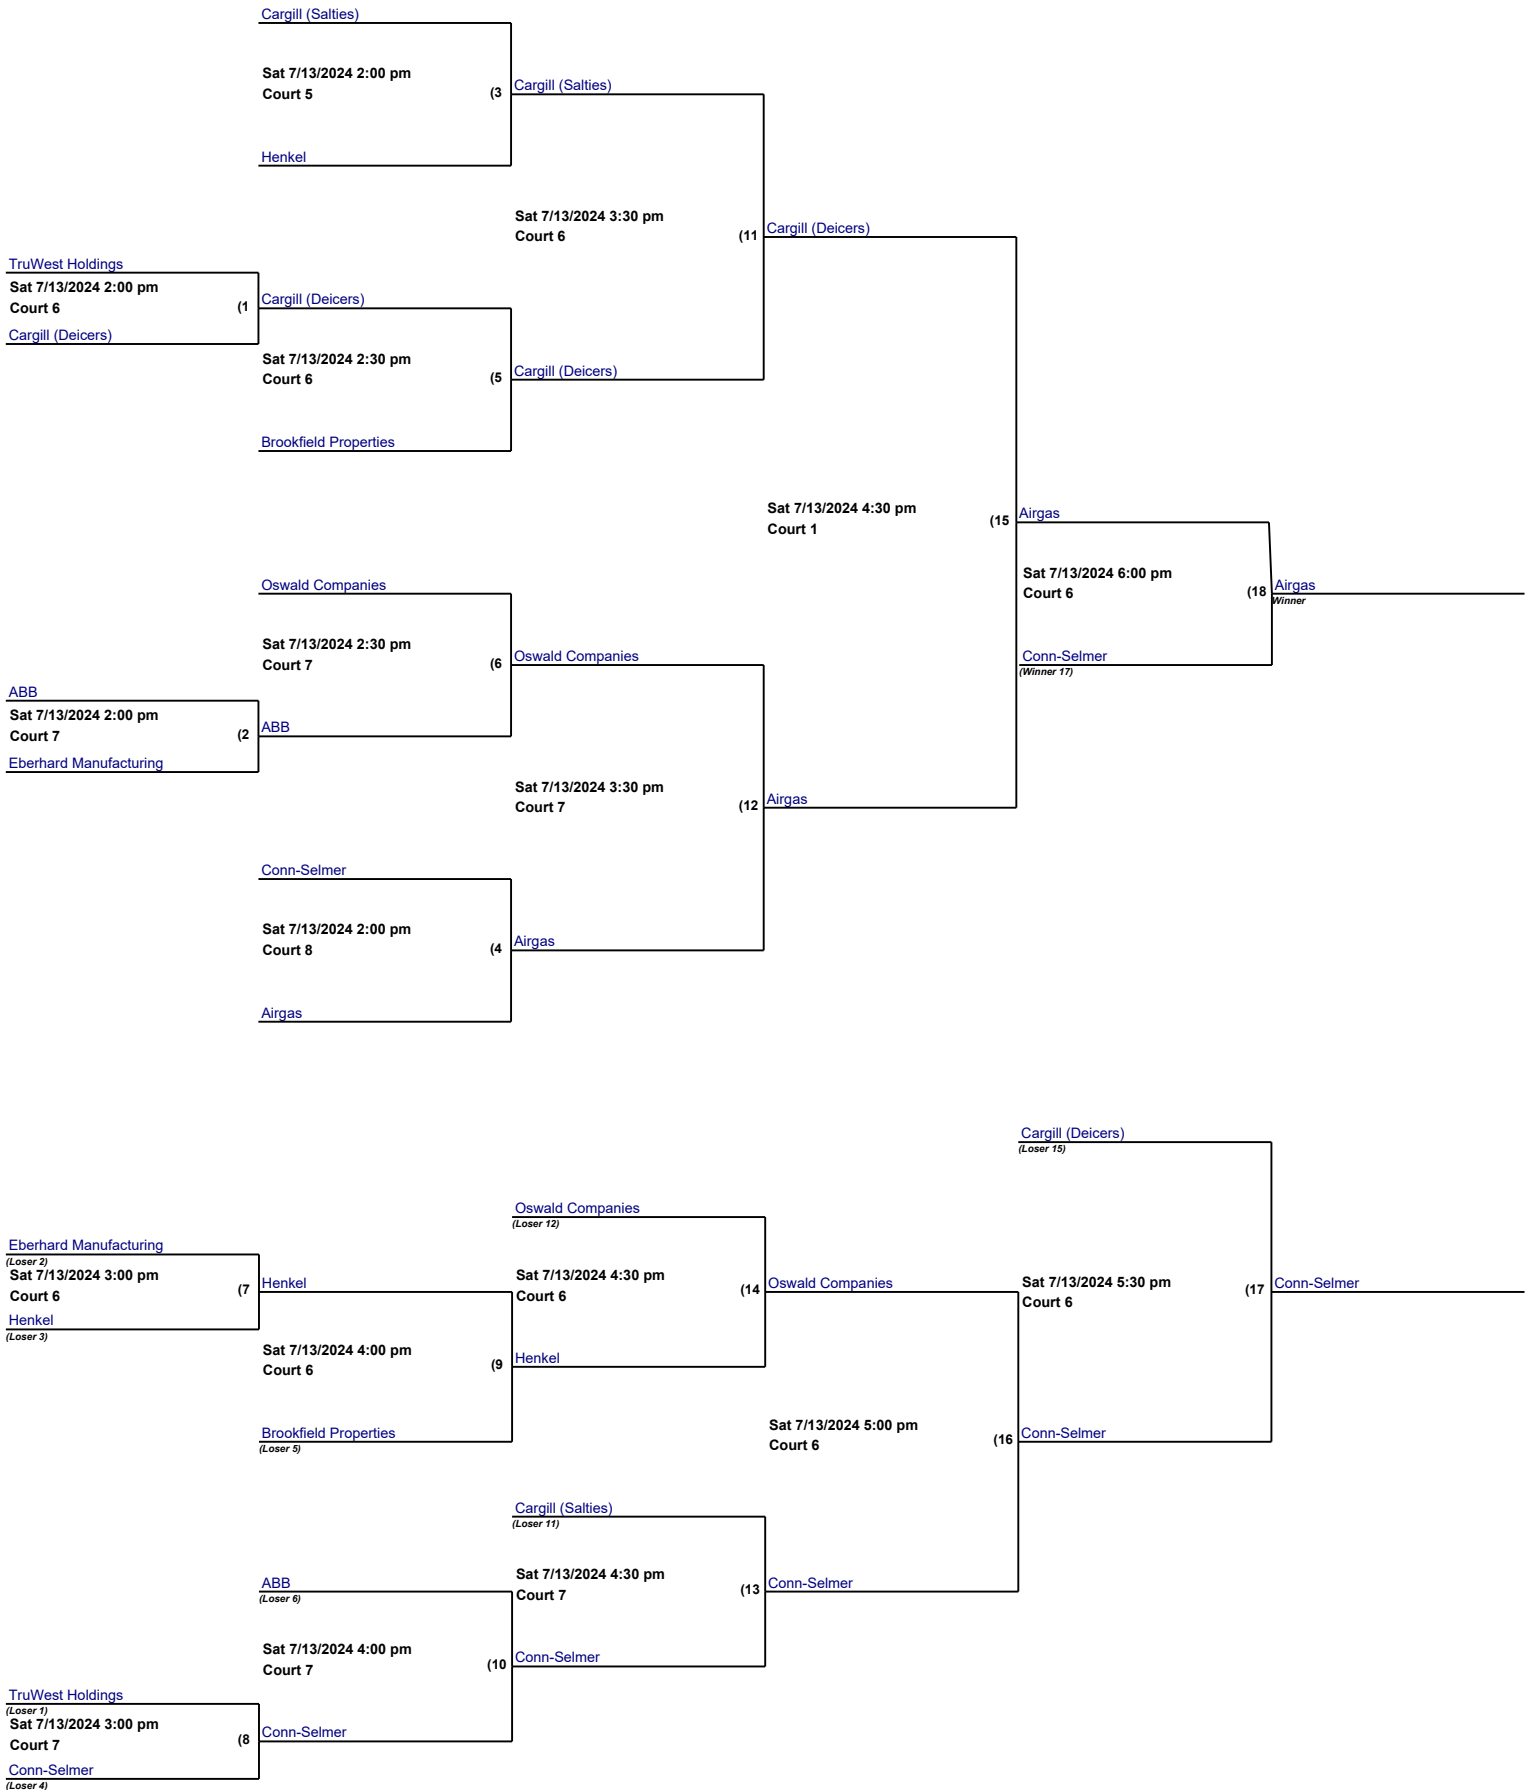 Cargill (Salties)
Sat 7/13/2024 2:00 pm
Court 5
(3
Cargill (Salties)
Henkel
Sat 7/13/2024 3:30 pm
Court 6
(11
Cargill (Deicers)
TruWest Holdings
Sat 7/13/2024 2:00 pm
Court 6
(1
Cargill (Deicers)
Cargill (Deicers)
Sat 7/13/2024 2:30 pm
Court 6
(5
Cargill (Deicers)
Brookfield Properties
Sat 7/13/2024 4:30 pm
Court 1
(15
Airgas
Sat 7/13/2024 6:00 pm
Court 6
(18
Airgas
Winner
Oswald Companies
Sat 7/13/2024 2:30 pm
Court 7
(6
Oswald Companies
Conn-Selmer
(Winner 17)
ABB
Sat 7/13/2024 2:00 pm
Court 7
(2
ABB
Eberhard Manufacturing
Sat 7/13/2024 3:30 pm
Court 7
(12
Airgas
Conn-Selmer
Sat 7/13/2024 2:00 pm
Court 8
(4
Airgas
Airgas
Cargill (Deicers)
(Loser 15)
Oswald Companies
(Loser 12)
Eberhard Manufacturing
(Loser 2)
Sat 7/13/2024 3:00 pm
Court 6
(7
Henkel
Sat 7/13/2024 4:30 pm
Court 6
(14
Oswald Companies
Sat 7/13/2024 5:30 pm
Court 6
(17
Conn-Selmer
Henkel
(Loser 3)
Sat 7/13/2024 4:00 pm
Court 6
(9
Henkel
Brookfield Properties
(Loser 5)
Sat 7/13/2024 5:00 pm
Court 6
(16
Conn-Selmer
Cargill (Salties)
(Loser 11)
ABB
(Loser 6)
Sat 7/13/2024 4:30 pm
Court 7
(13
Conn-Selmer
Sat 7/13/2024 4:00 pm
Court 7
(10
Conn-Selmer
TruWest Holdings
(Loser 1)
Sat 7/13/2024 3:00 pm
Court 7
(8
Conn-Selmer
Conn-Selmer
(Loser 4)